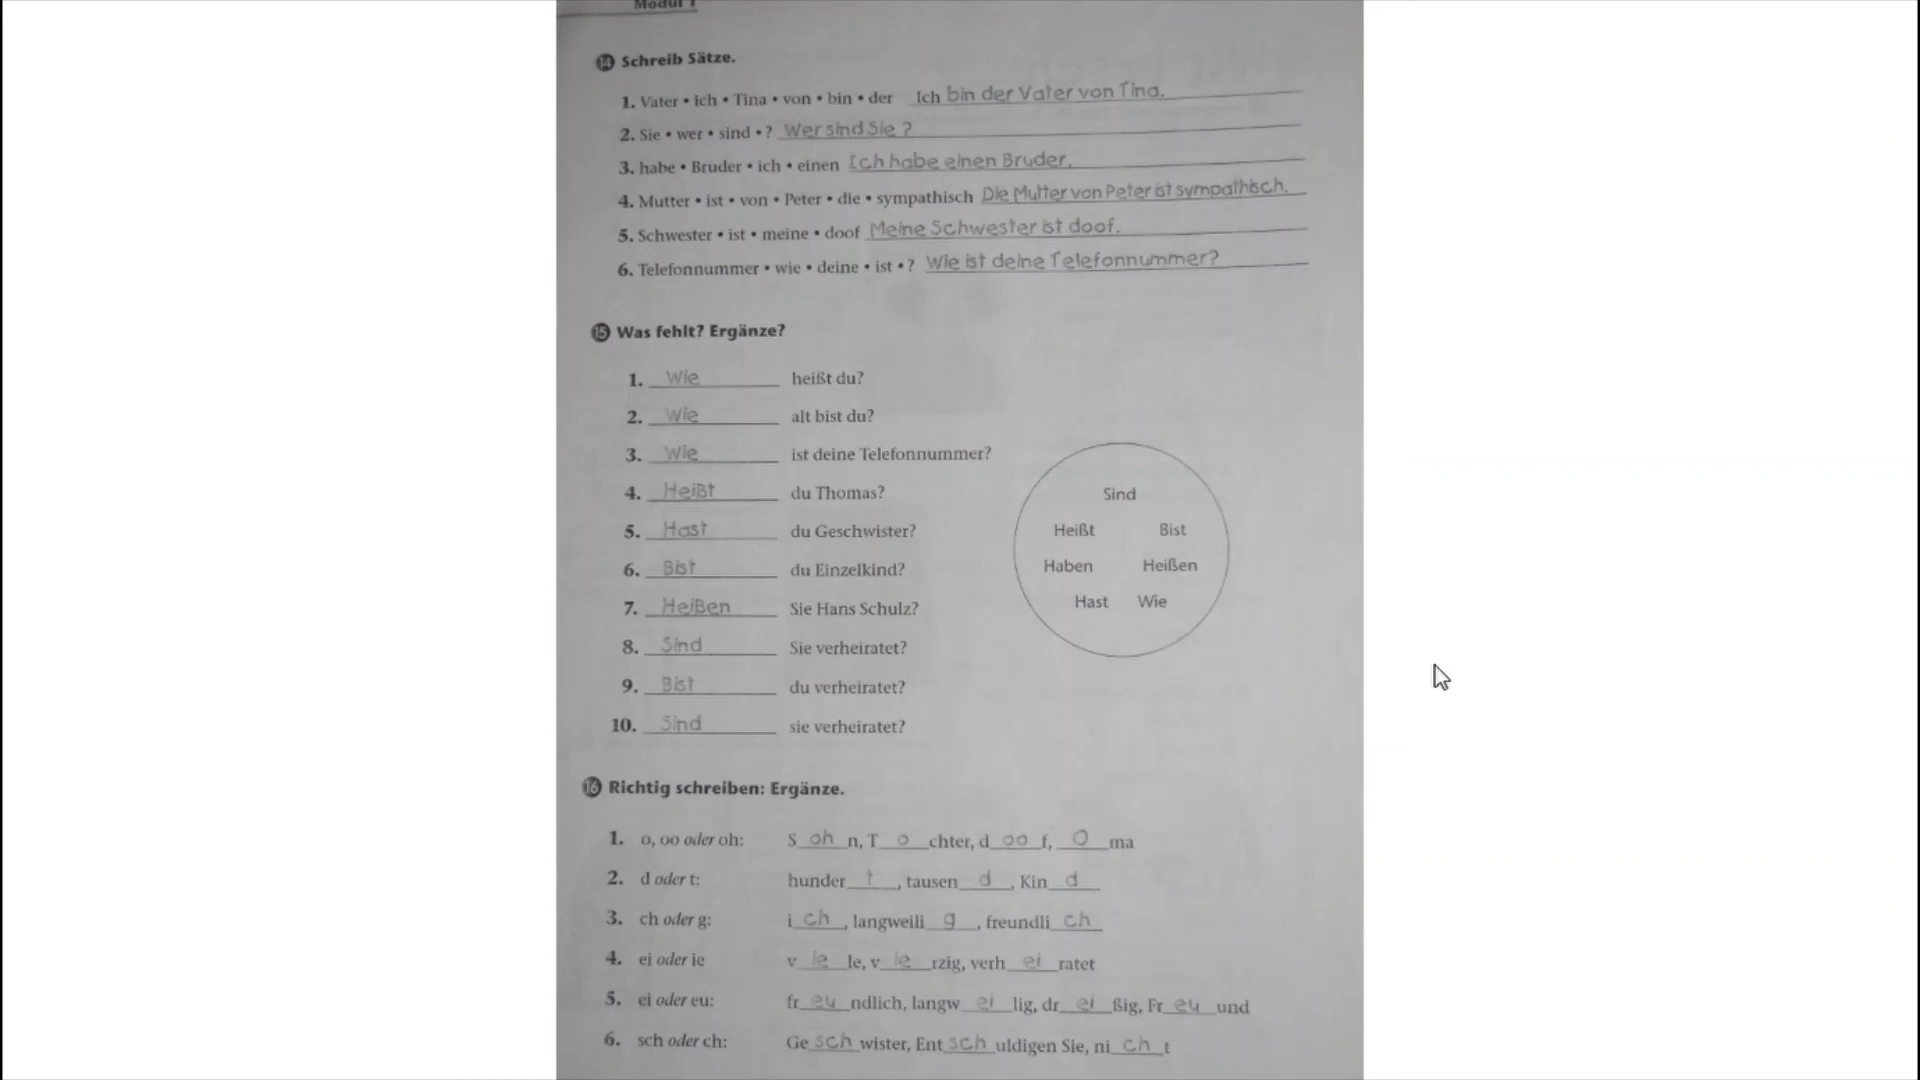 Modul 1
14 Schreib Sätze.
1. Vater • ich • Tina • von • bin • der Ich bin der Vater von Tina.
2. Sie • wer • sind • ? Wer sind Sie ?
3. habe • Bruder • ich • einen Ich habe einen Bruder.
4. Mutter • ist • von • Peter • die • sympathisch Die Mutter von Peter ist sympathisch.
5. Schwester • ist • meine • doof Meine Schwester ist doof.
6. Telefonnummer • wie • deine • ist • ? Wie ist deine Telefonnummer?
15 Was fehlt? Ergänze?
1. Wie heißt du?
2. Wie alt bist du?
3. Wie ist deine Telefonnummer?
4. Heißt du Thomas?
5. Hast du Geschwister?
6. Bist du Einzelkind?
7. Heißen Sie Hans Schulz?
8. Sind Sie verheiratet?
9. Bist du verheiratet?
10. Sind sie verheiratet?
Sind
Heißt Bist
Haben Heißen
Hast Wie
16 Richtig schreiben: Ergänze.
1. o, oo oder oh: S oh n, T o chter, d oo f, O ma
2. d oder t: hunder t , tausen d , Kin d
3. ch oder g: i ch , langweili g , freundli ch
4. ei oder ie v ie le, v ie rzig, verh ei ratet
5. ei oder eu: fr eu ndlich, langw ei lig, dr ei ßig, Fr eu und
6. sch oder ch: Ge sch wister, Ent sch uldigen Sie, ni ch t